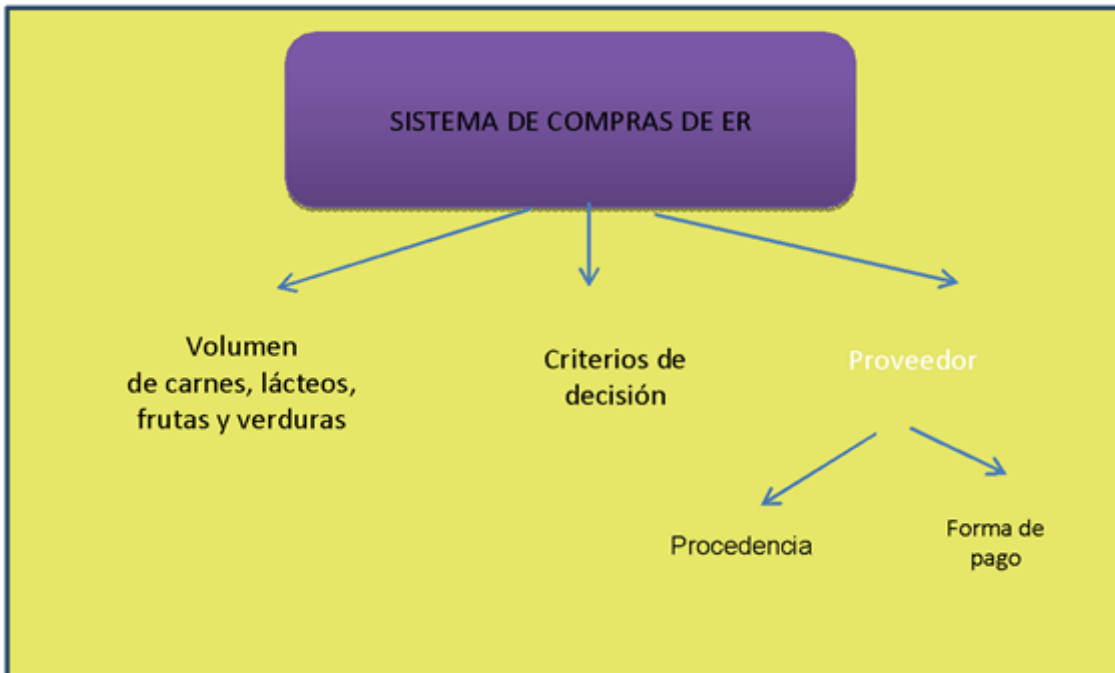 SISTEMA DE COMPRAS DE ER
Volumen
de carnes, lácteos,
frutas y verduras
Criterios de
decisión
Proveedor
Procedencia
Forma de
pago